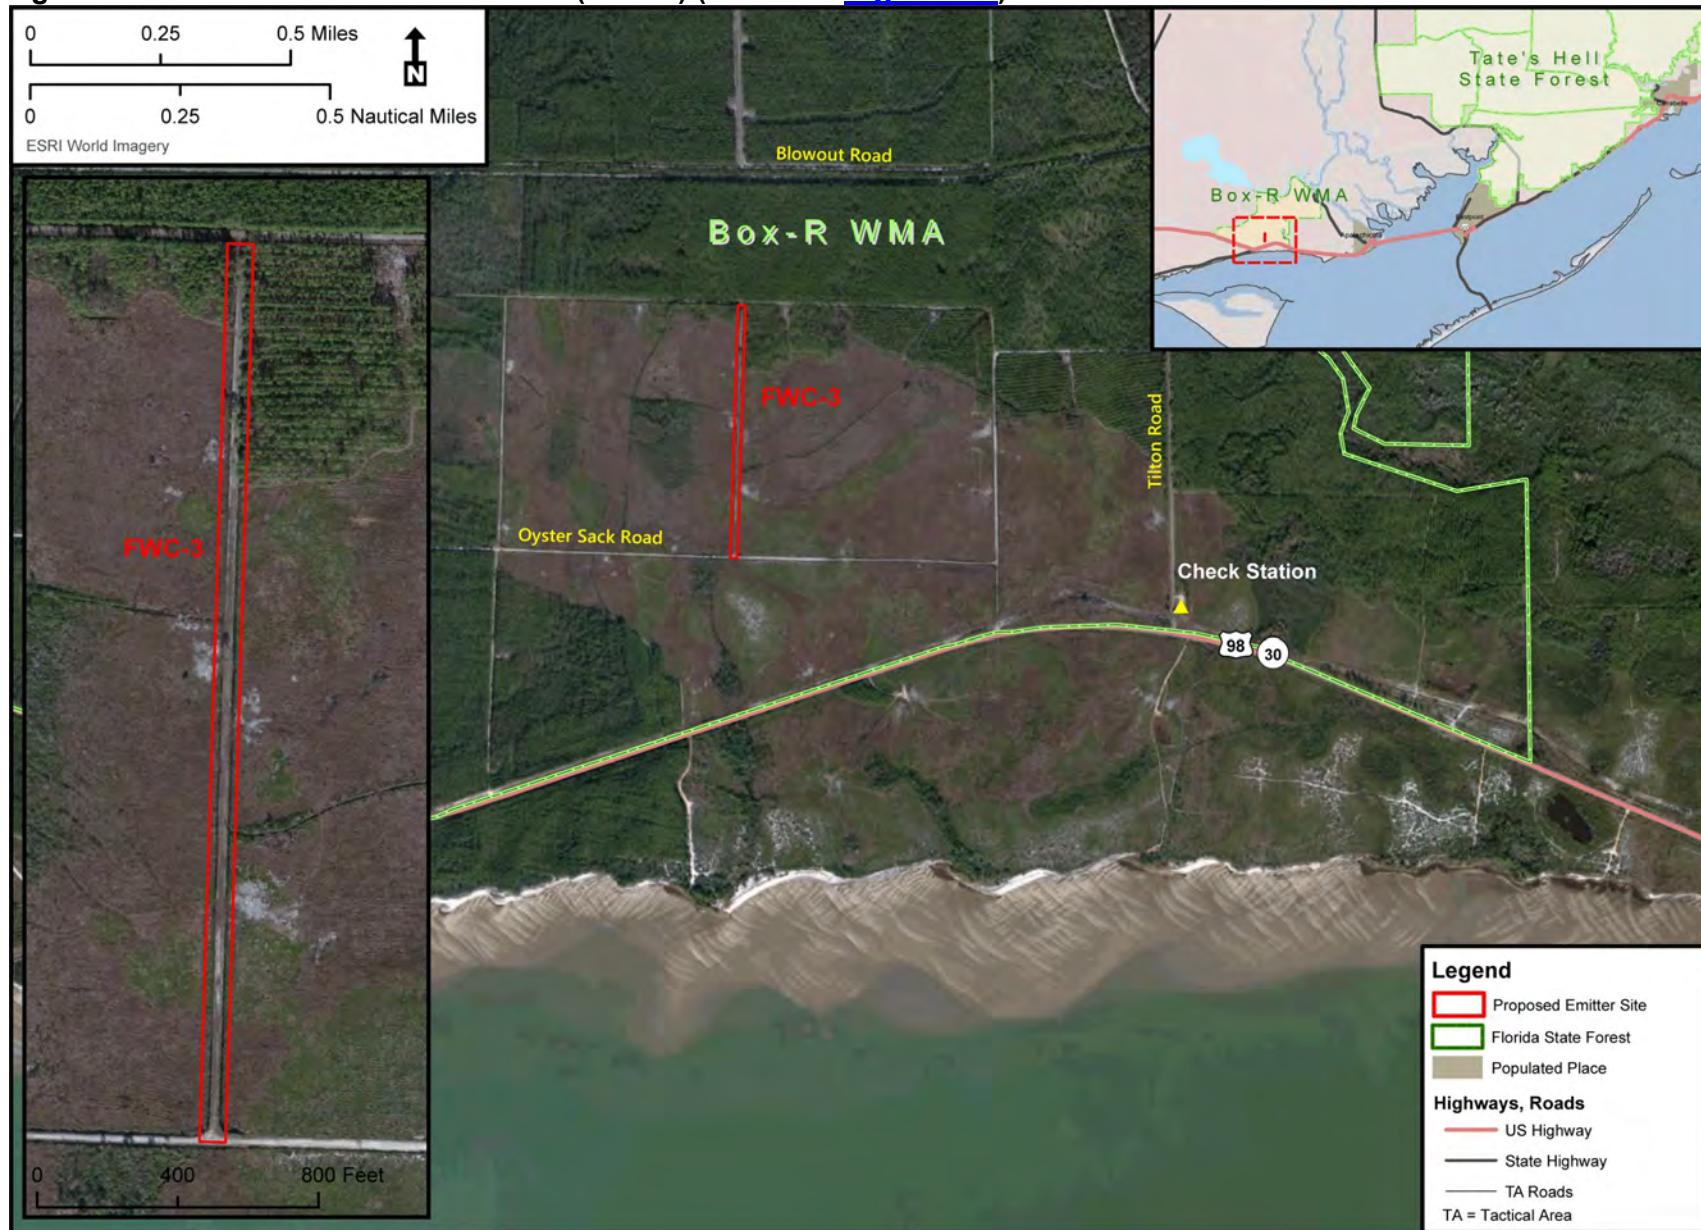 0 0.25 0.5 Miles
N
0 0.25 0.5 Nautical Miles
ESRI World Imagery
Tate's Hell
State Forest
Carrabelle
Box-R WMA
Eastpoint
Apalachicola
Blowout Road
Box-R WMA
FWC-3
Tilton Road
FWC-3
Oyster Sack Road
Check Station
98
30
0 400 800 Feet
Legend
Proposed Emitter Site
Florida State Forest
Populated Place
Highways, Roads
US Highway
State Highway
TA Roads
TA = Tactical Area